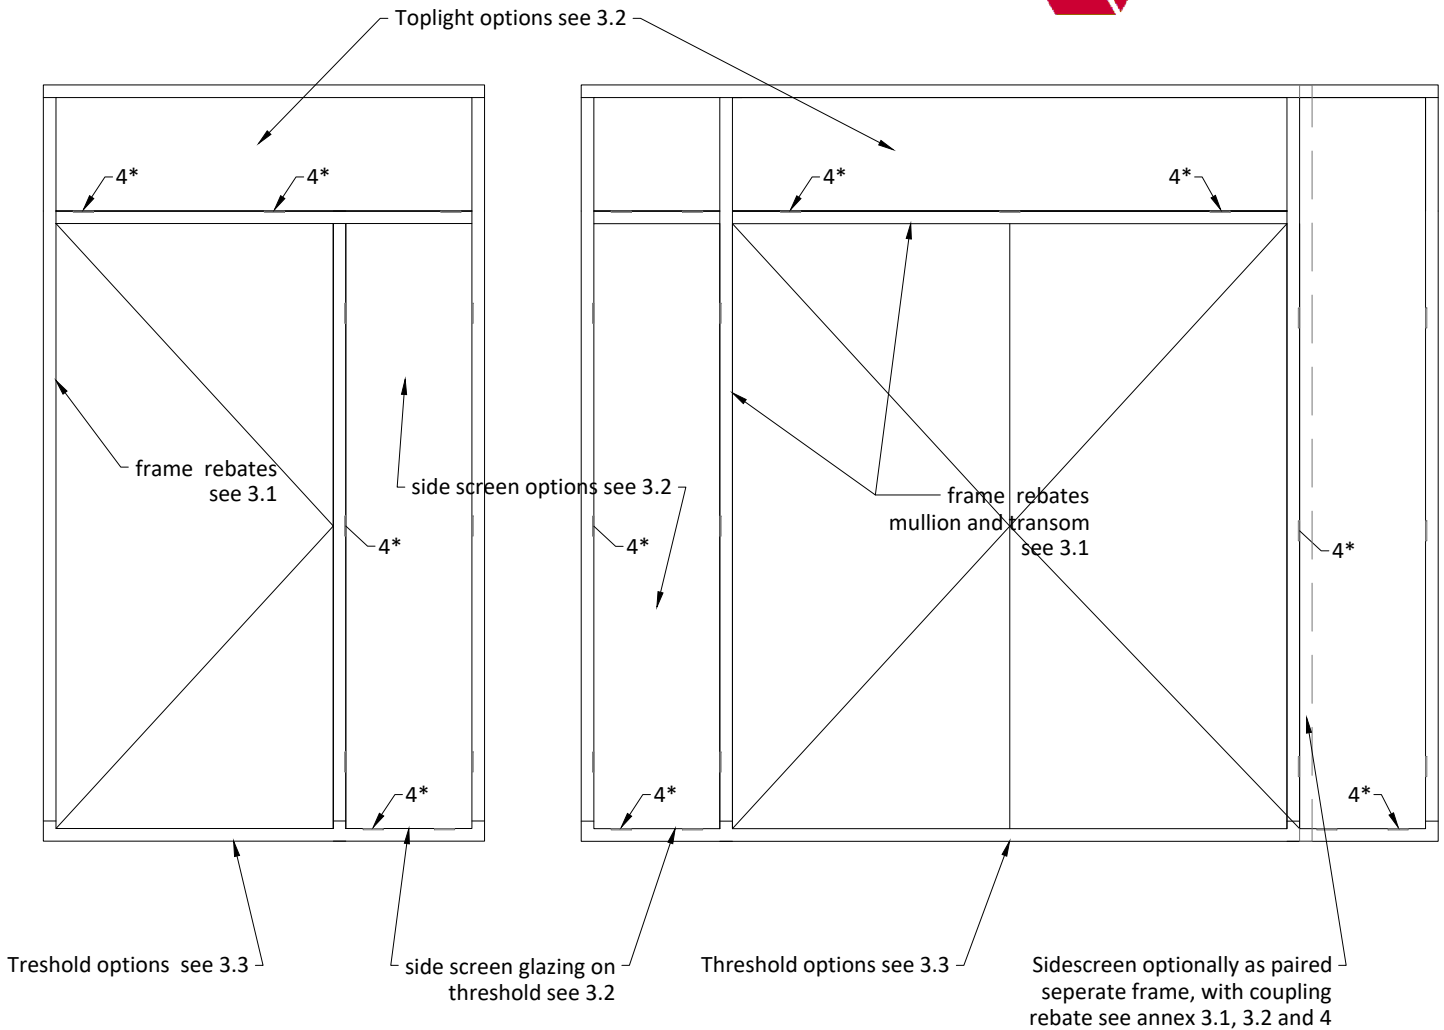 Toplight options see 3.2
4*
4*
4*
4*
frame rebates
see 3.1
side screen options see 3.2
frame rebates
mullion and transom
see 3.1
4*
4*
4*
4*
4*
4*
Treshold options see 3.3
side screen glazing on
threshold see 3.2
Threshold options see 3.3
Sidescreen optionally as paired
seperate frame, with coupling
rebate see annex 3.1, 3.2 and 4